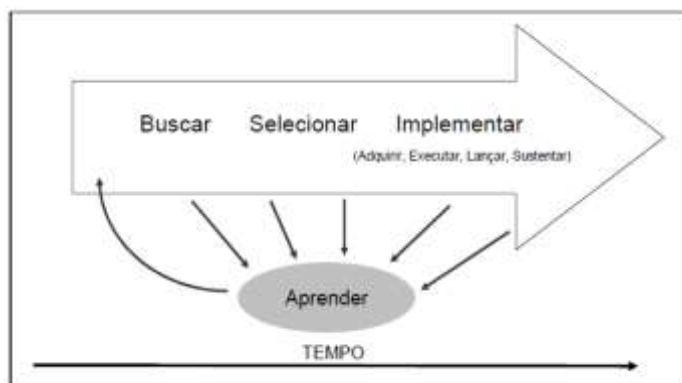 Buscar Selecionar Implementar
(Adquirir, Executar, Lançar, Sustentar)
Aprender
TEMPO